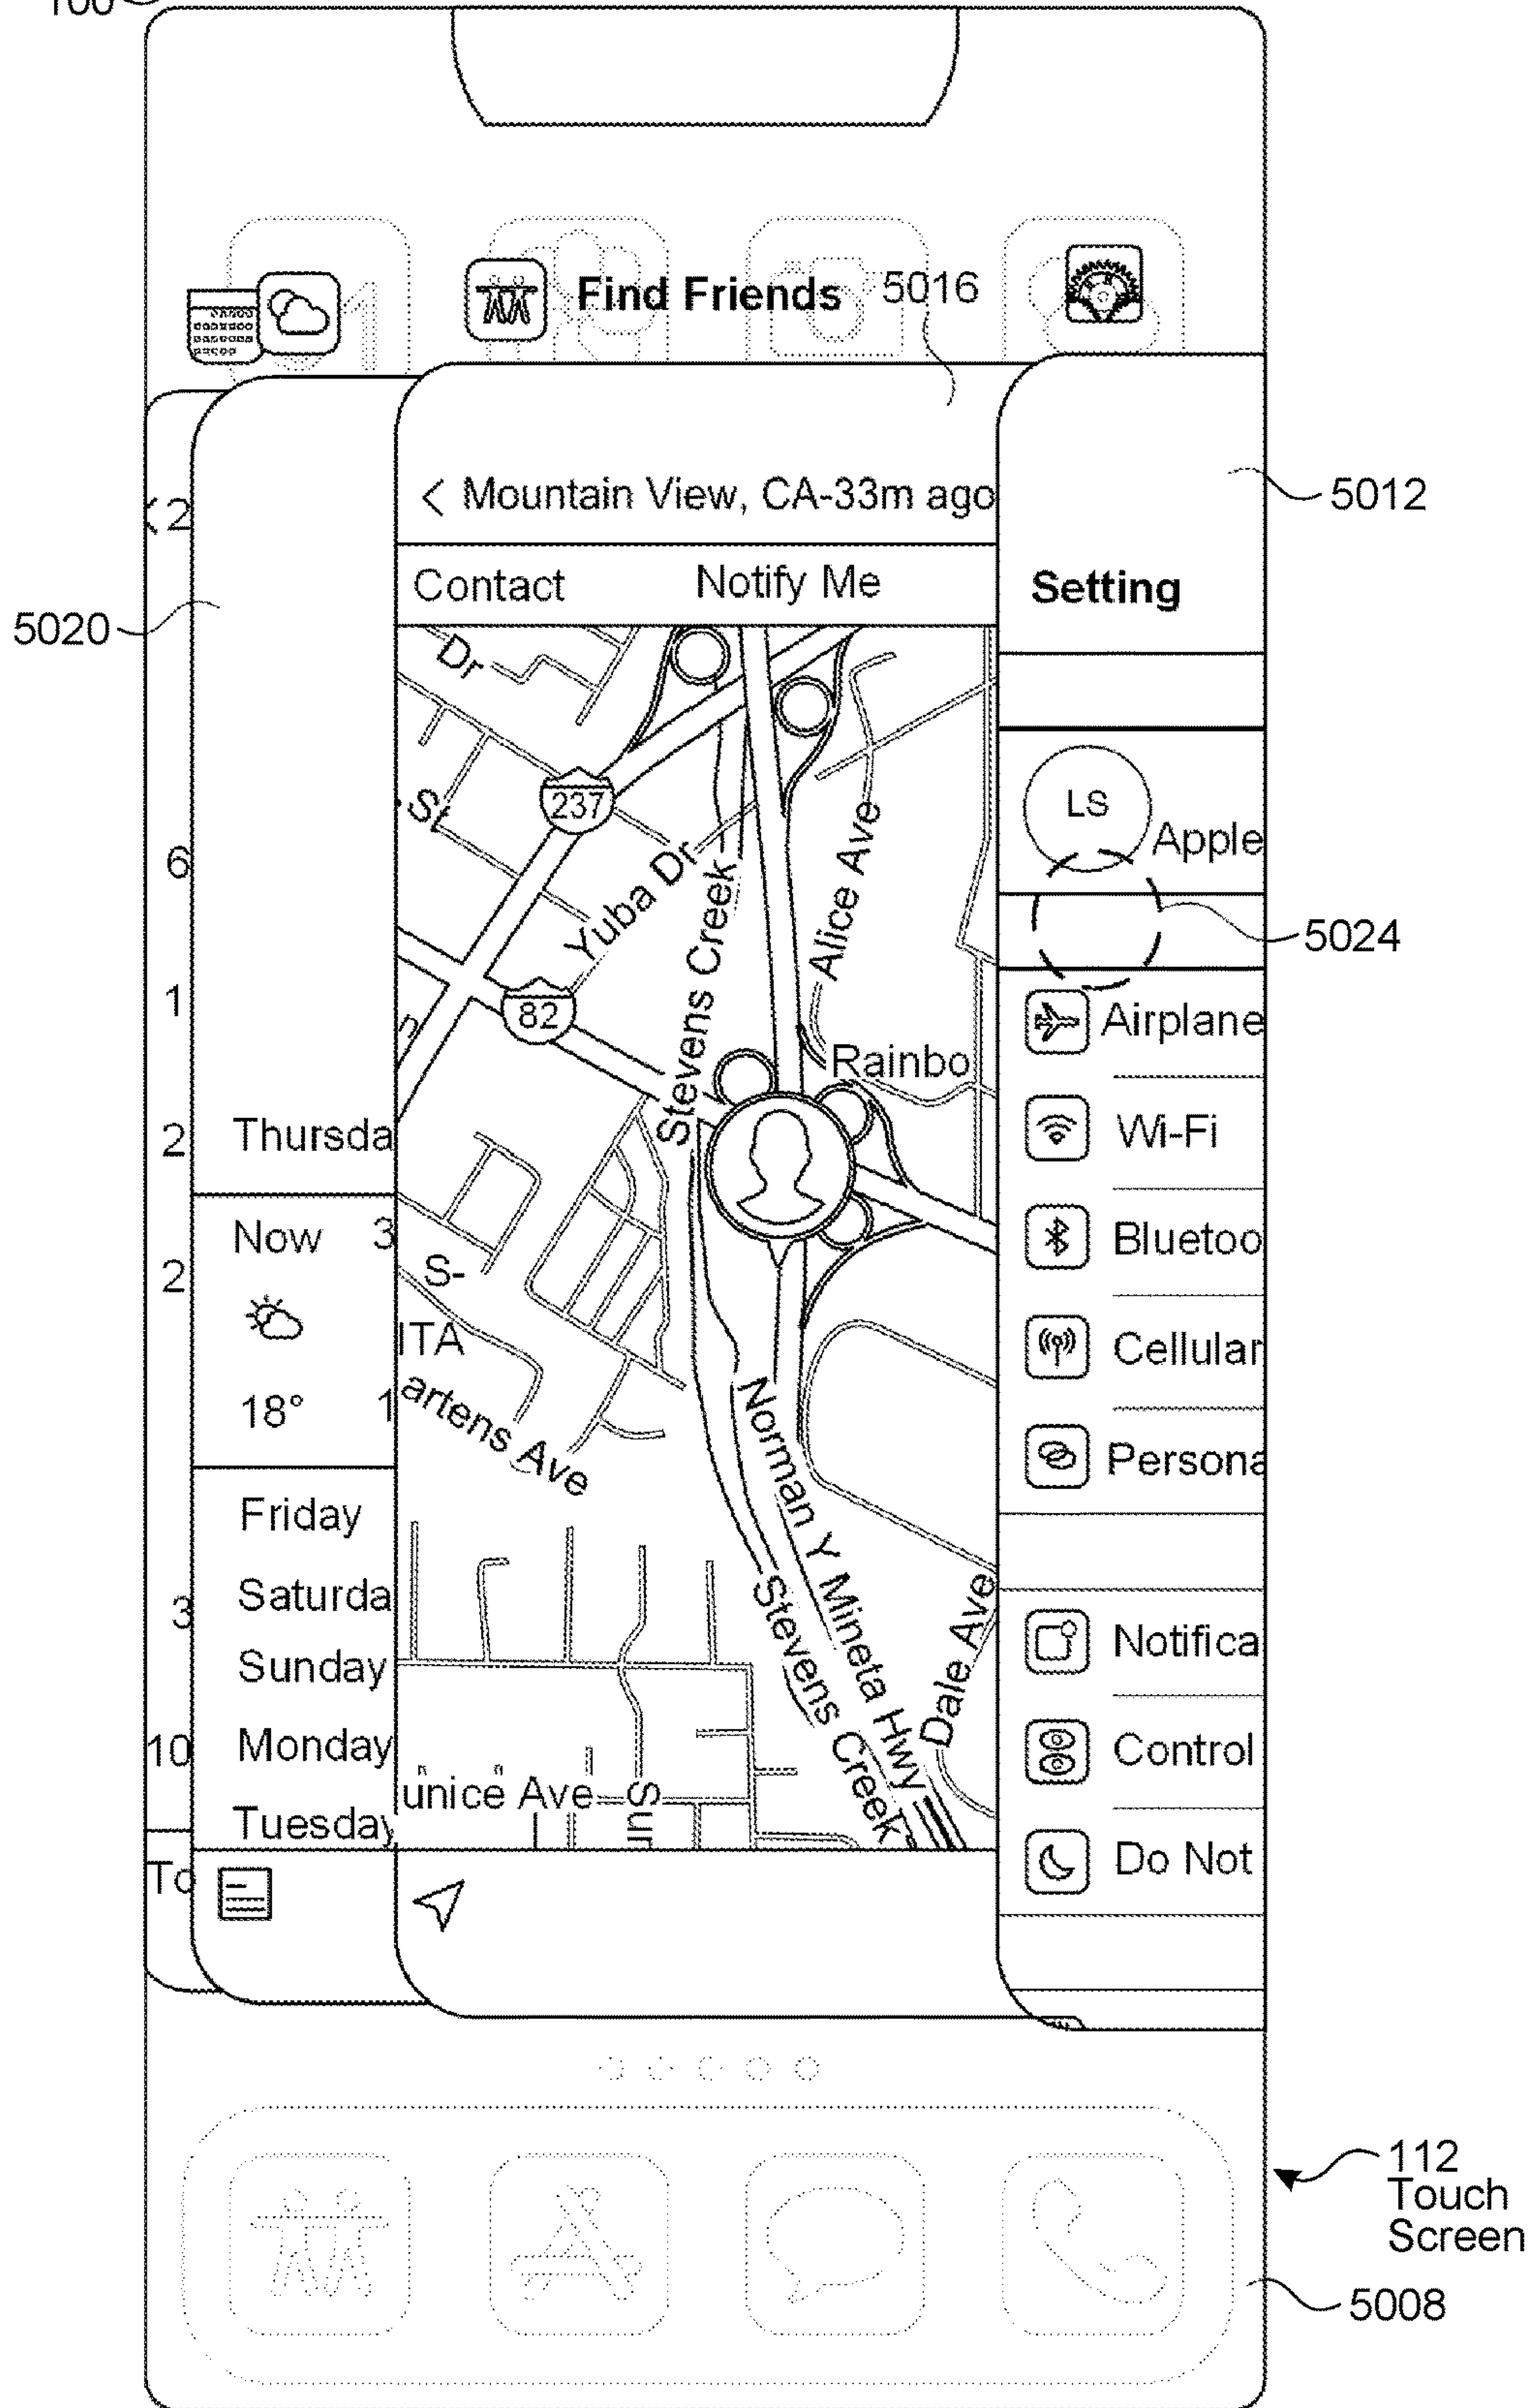 100
Find Friends
5016
5012
< Mountain View, CA-33m ago
Contact
Notify Me
Setting
5020
< 2
6
1
2
2
3
10
To
Thursda
Now
3
18°
1
Friday
Saturda
Sunday
Monday
Tuesday
Dr
St
237
Yuba Dr
Stevens Creek
Alice Ave
82
n
Rainbo
S-
ITA
artens Ave
Norman Y Mineta Hwy
Stevens Creek
Dale Ave
unice Ave
Sur
LS
Apple
5024
Airplane
Wi-Fi
Bluetoo
Cellular
Persona
Notifica
Control
Do Not
112
Touch
Screen
5008